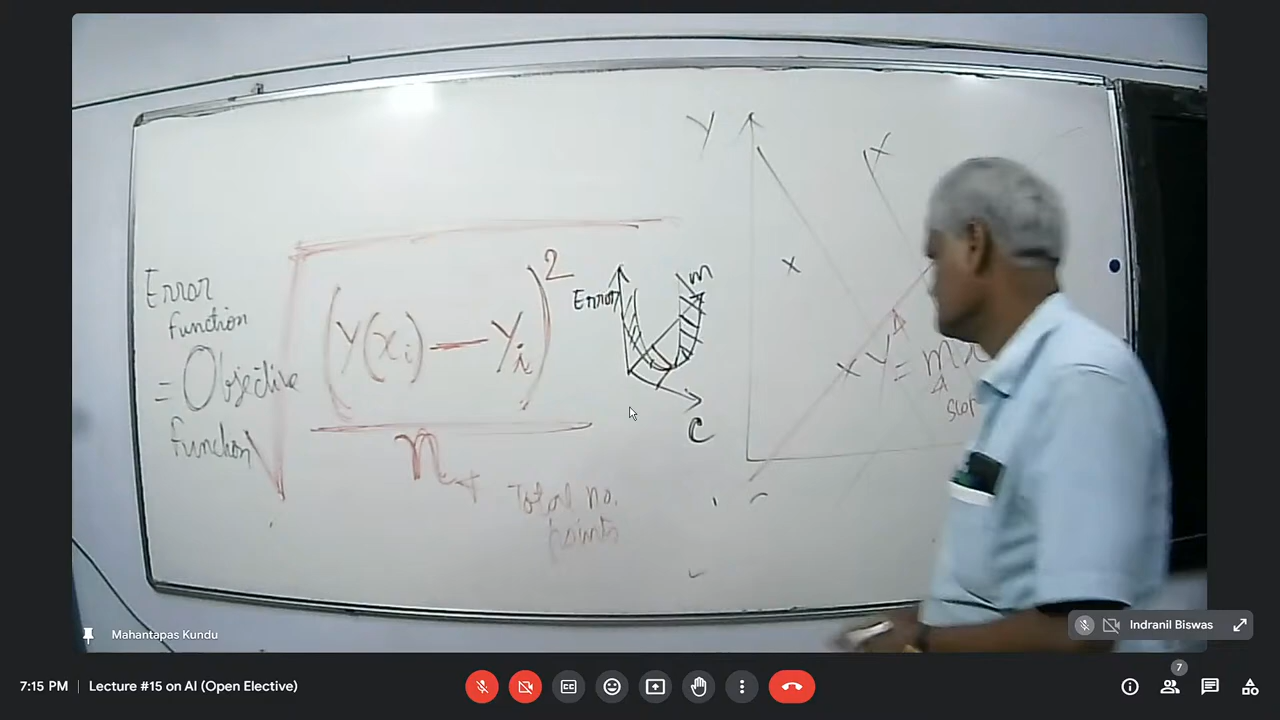 Error
function
= Objective
function
(Y(xi) — Yi)²
n
Total no.
points
Error
m
C
Y
x
x
x
Y = mx
Mahantapas Kundu
Indranil Biswas
7:15 PM | Lecture #15 on AI (Open Elective)
7